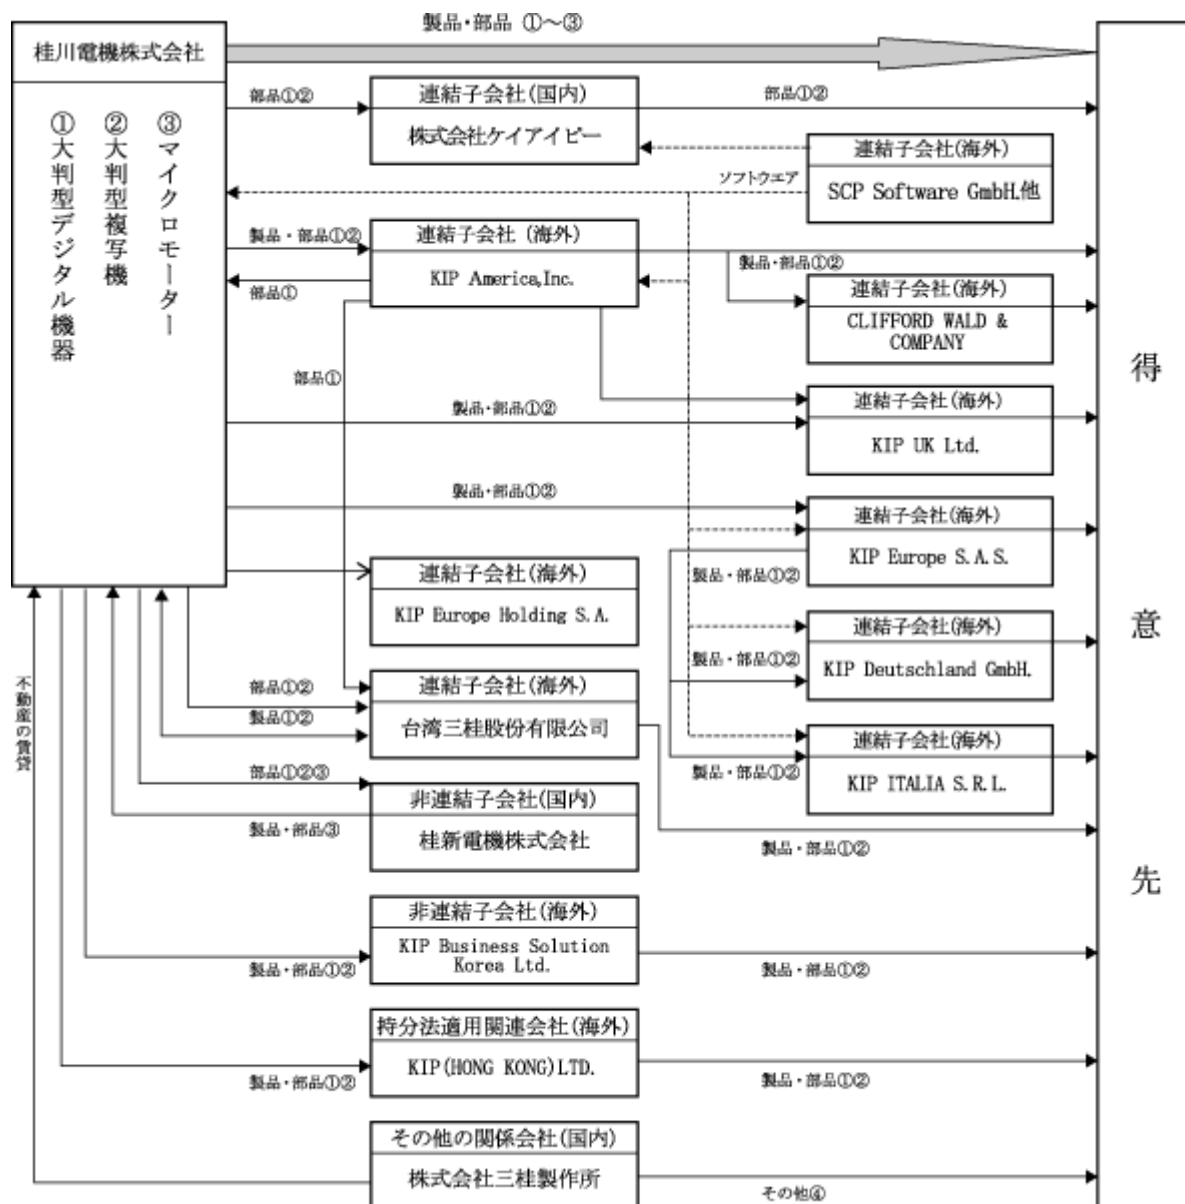 製品・部品 ①～③
桂川電機株式会社
①大判型デジタル機器
②大判型複写機
③マイクロモーター
部品①②
連結子会社(国内)
株式会社ケイアイピー
部品①②
連結子会社(海外)
SCP Software GmbH.他
ソフトウエア
製品・部品①②
連結子会社(海外)
KIP America,Inc.
部品①
製品・部品①②
連結子会社(海外)
CLIFFORD WALD &
COMPANY
部品①
製品・部品①②
連結子会社(海外)
KIP UK Ltd.
製品・部品①②
連結子会社(海外)
KIP Europe S.A.S.
製品・部品①②
連結子会社(海外)
KIP Europe Holding S.A.
連結子会社(海外)
KIP Deutschland GmbH.
製品・部品①②
部品①②
製品①②
連結子会社(海外)
台湾三桂股份有限公司
連結子会社(海外)
KIP ITALIA S.R.L.
製品・部品①②
不動産の賃貸
部品①②③
製品・部品③
非連結子会社(国内)
桂新電機株式会社
製品・部品①②
非連結子会社(海外)
KIP Business Solution
Korea Ltd.
製品・部品①②
製品・部品①②
持分法適用関連会社(海外)
KIP(HONG KONG)LTD.
製品・部品①②
製品・部品①②
その他の関係会社(国内)
株式会社三桂製作所
その他④
得意先